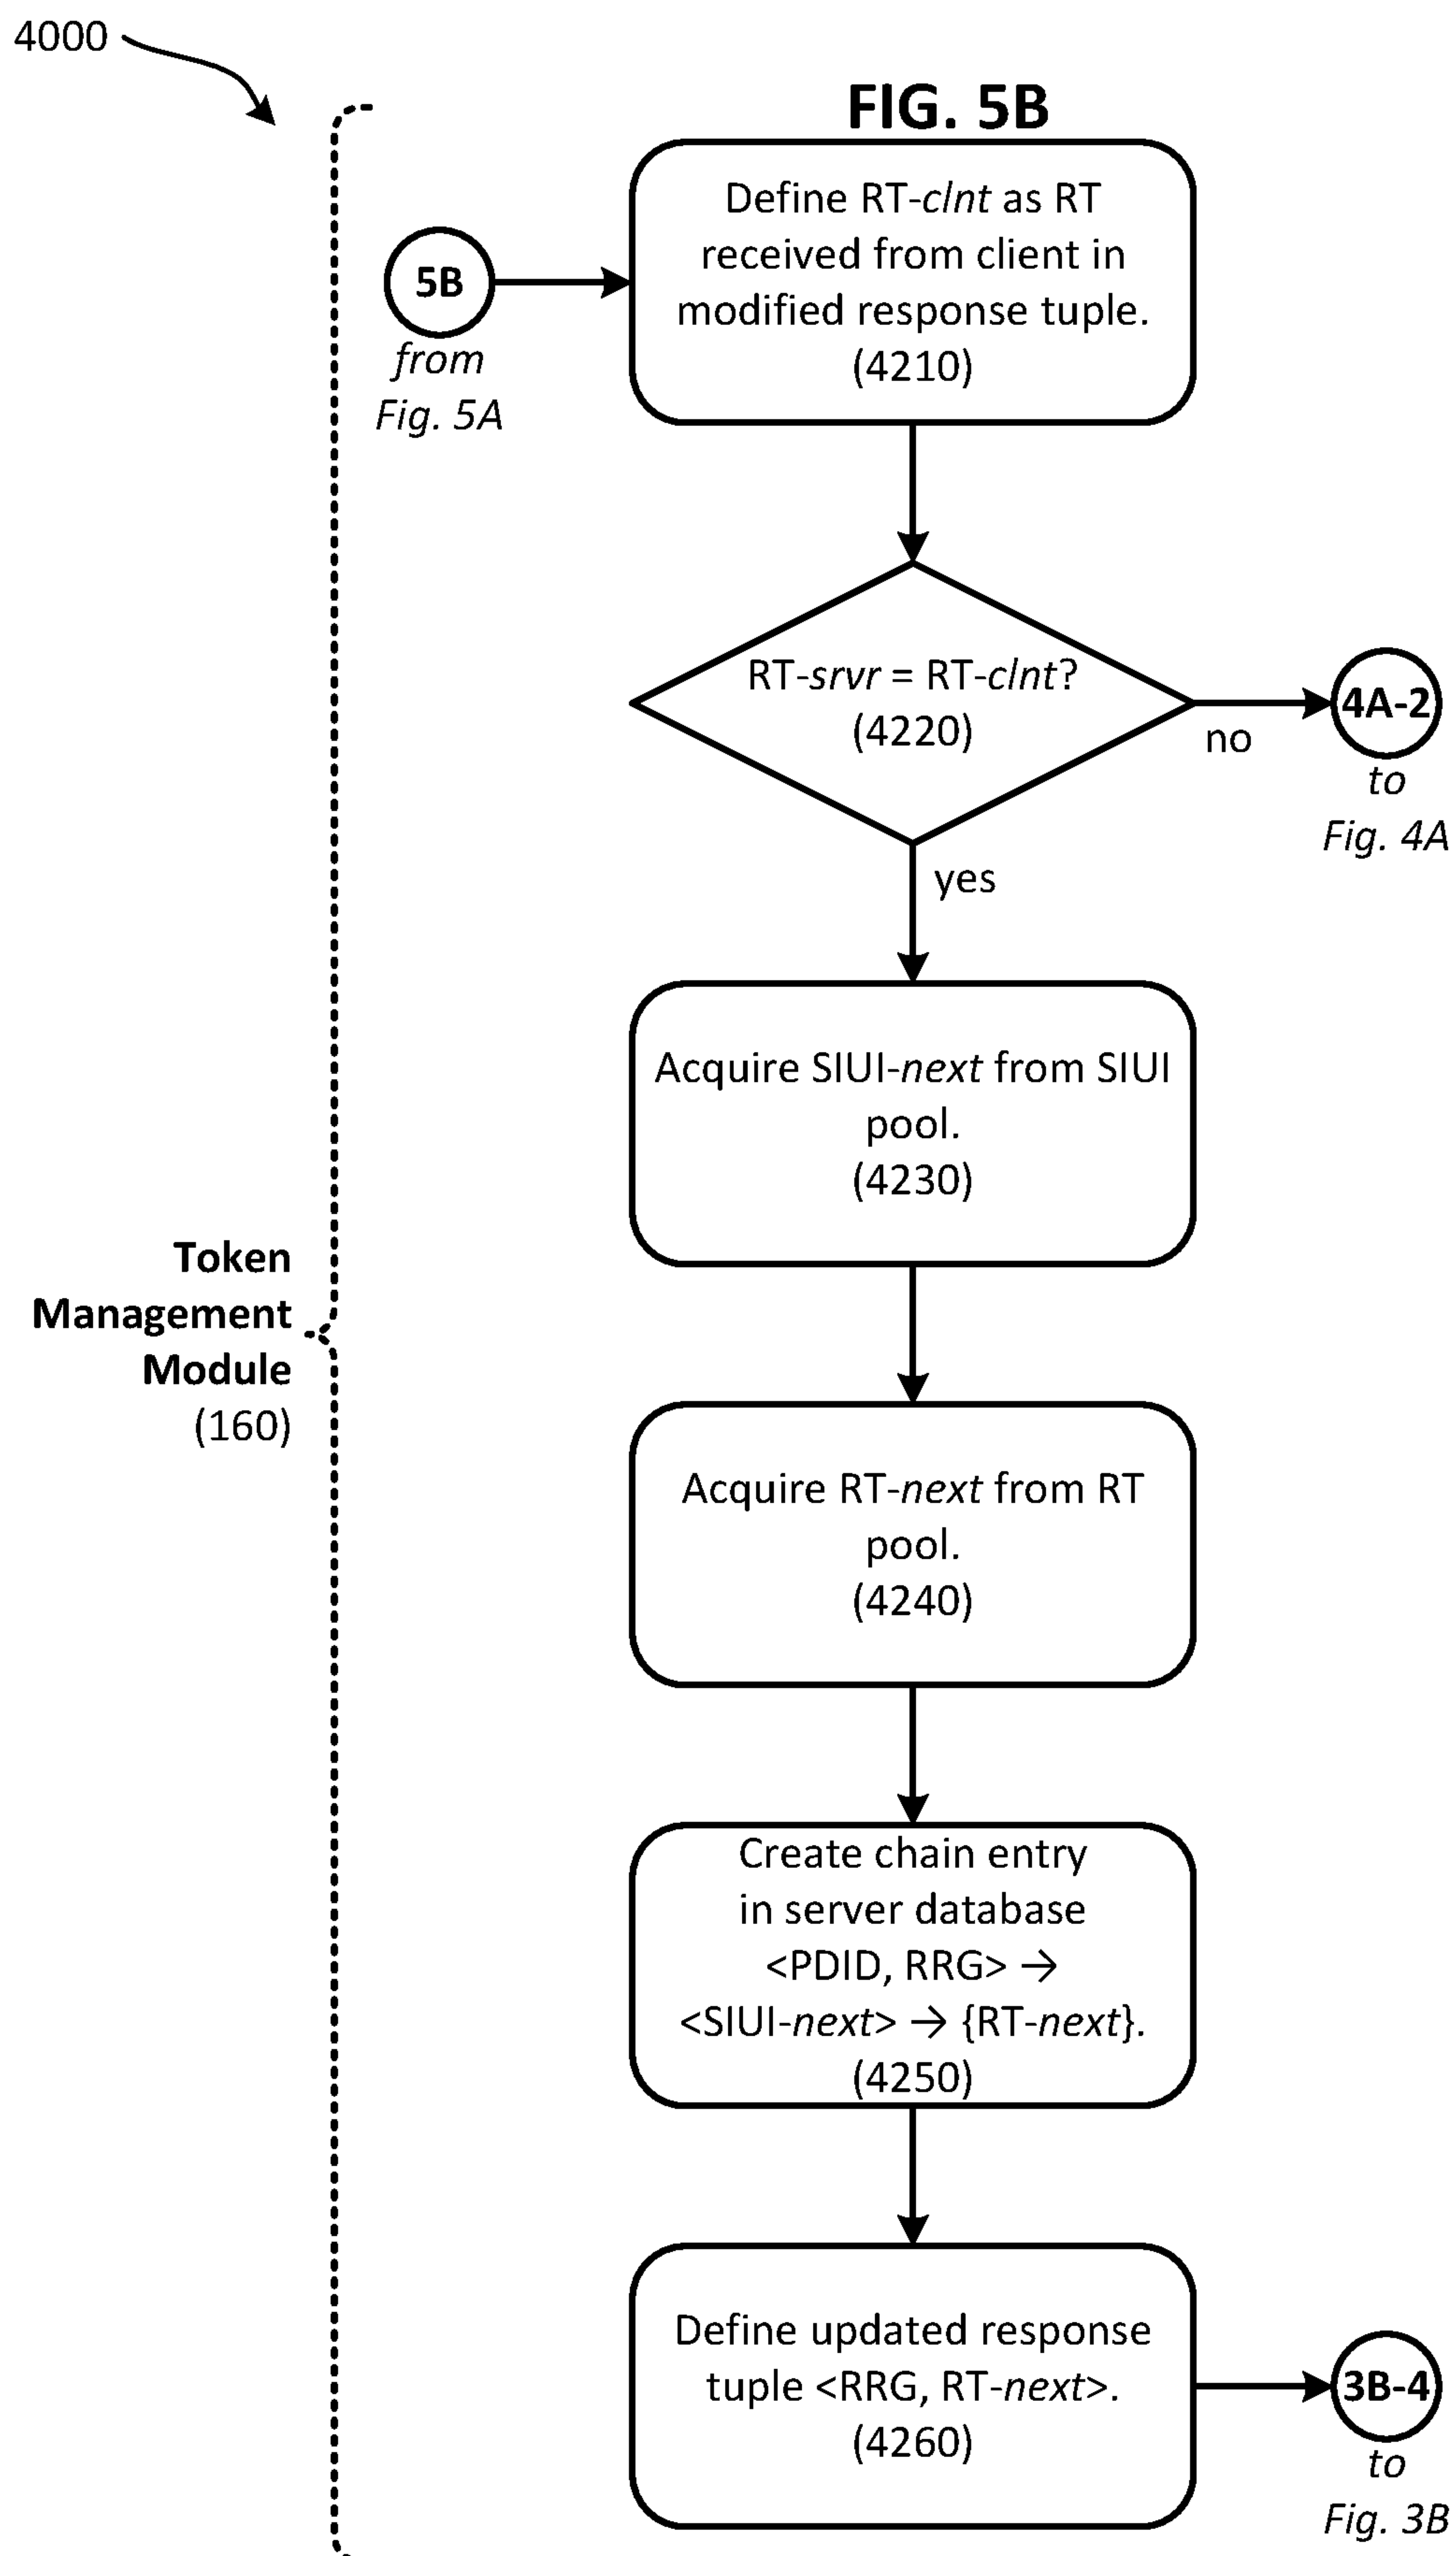 4000
FIG. 5B
Define RT-clnt as RT
received from client in
modified response tuple.
(4210)
5B
from
Fig. 5A
RT-srvr = RT-clnt?
(4220)
no
4A-2
to
Fig. 4A
yes
Acquire SIUI-next from SIUI
pool.
(4230)
Token
Management
Module
(160)
Acquire RT-next from RT
pool.
(4240)
Create chain entry
in server database
<PDID, RRG> →
<SIUI-next> → {RT-next}.
(4250)
Define updated response
tuple <RRG, RT-next>.
(4260)
3B-4
to
Fig. 3B